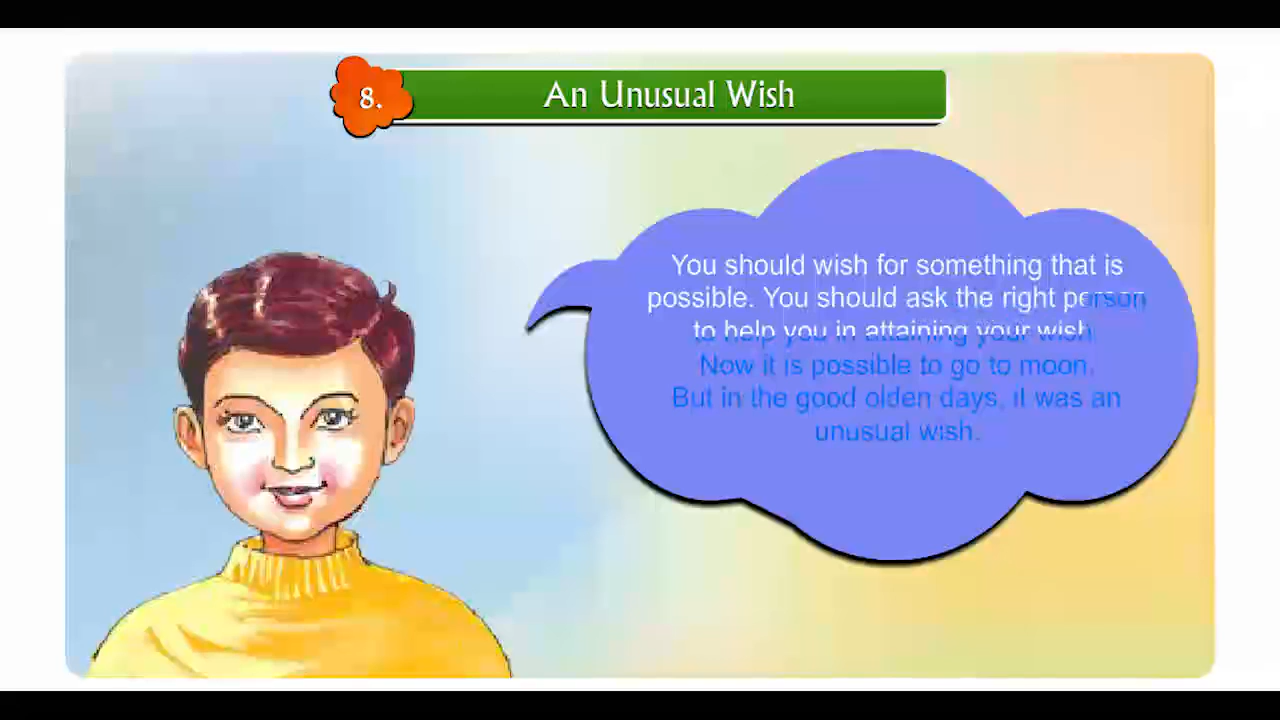 8.
An Unusual Wish
You should wish for something that is
possible. You should ask the right person
to help you in attaining your wish
Now it is possible to go to moon.
But in the good olden days, it was an
unusual wish.